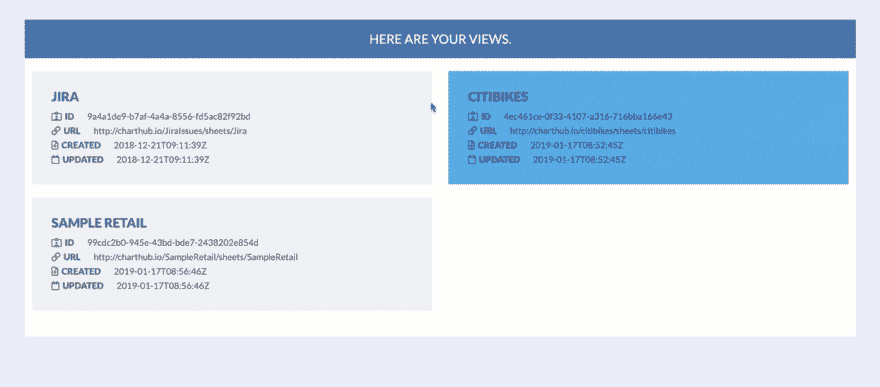 HERE ARE YOUR VIEWS.
JIRA
ID 9a4a1de9-b7af-4a4a-8556-fd5ac82f92bd
URL http://charthub.io/JiraIssues/sheets/Jira
CREATED 2018-12-21T09:11:39Z
UPDATED 2018-12-21T09:11:39Z
CITIBIKES
ID 4ec461ce-0f33-4107-a316-716bba166e43
URL http://charthub.io/citibikes/sheets/citibikes
CREATED 2019-01-17T08:52:45Z
UPDATED 2019-01-17T08:52:45Z
SAMPLE RETAIL
ID 99cdc2b0-945e-43bd-bde7-2438202e854d
URL http://charthub.io/SampleRetail/sheets/SampleRetail
CREATED 2019-01-17T08:56:46Z
UPDATED 2019-01-17T08:56:46Z